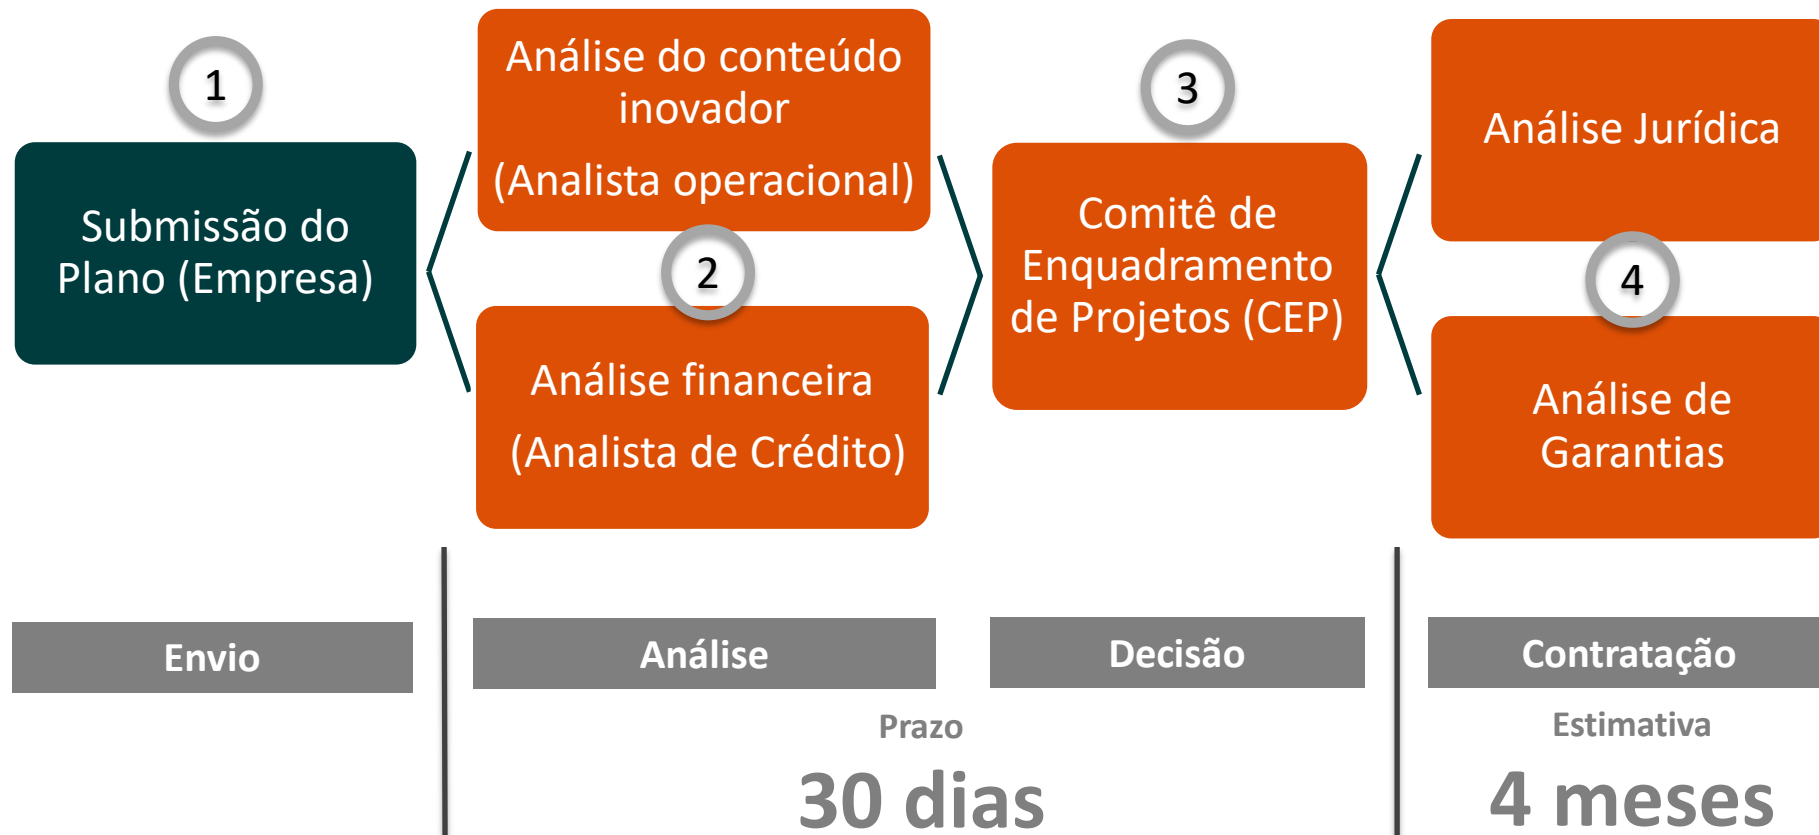 1
Submissão do
Plano (Empresa)
Análise do conteúdo
inovador
(Analista operacional)
2
Análise financeira
(Analista de Crédito)
3
Comitê de
Enquadramento
de Projetos (CEP)
Análise Jurídica
4
Análise de
Garantias
Envio
Análise
Decisão
Contratação
Prazo
30 dias
Estimativa
4 meses